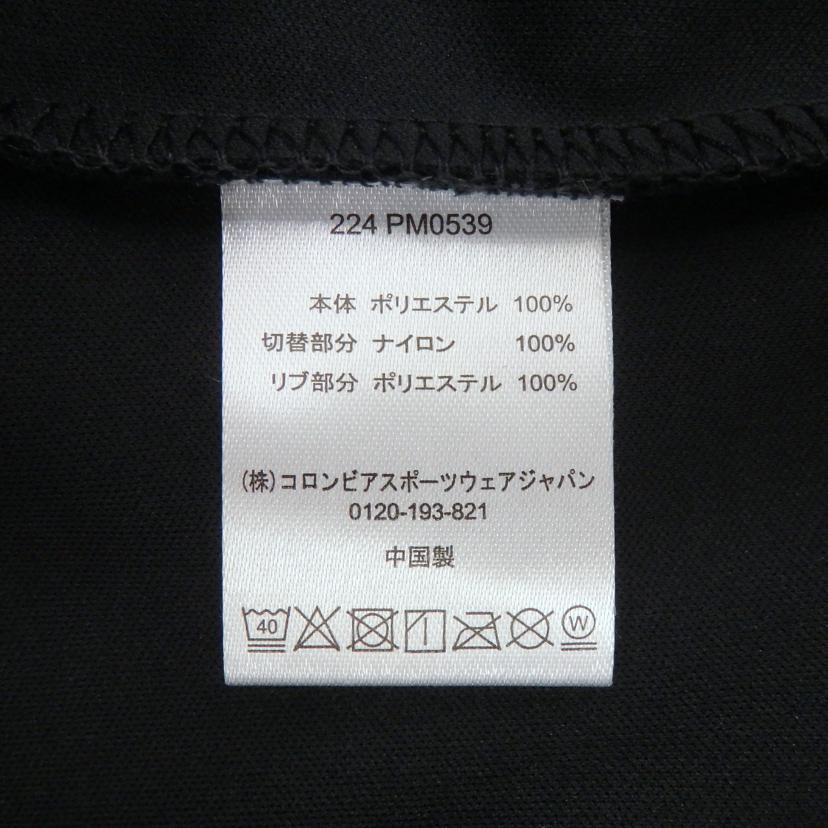 224 PM0539
本体 ポリエステル 100%
切替部分 ナイロン 100%
リブ部分 ポリエステル 100%
(株)コロンビアスポーツウェアジャパン
0120-193-821
中国製
40 W